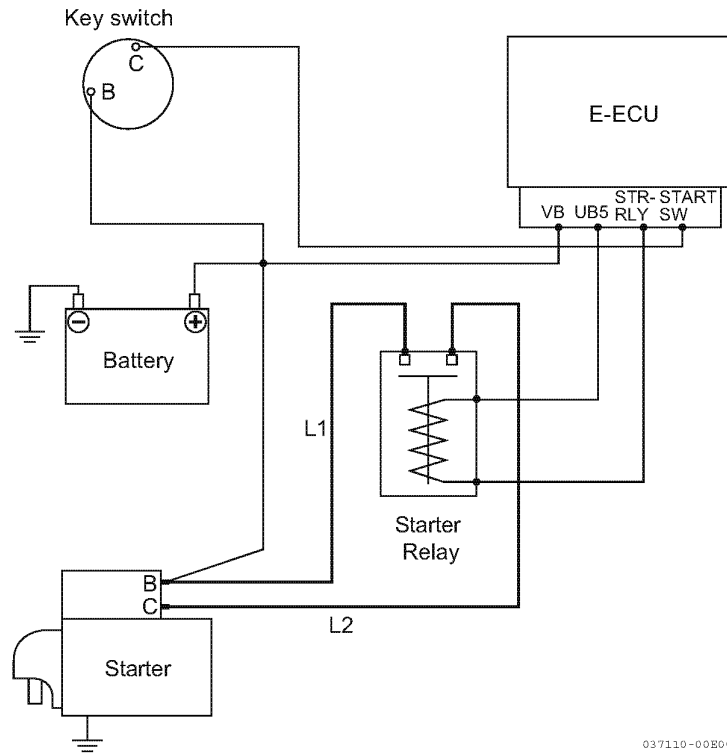 Key switch
C
B
E-ECU
VB UB5 STR-RLY START SW
− +
Battery
L1
Starter
Relay
B
C
L2
Starter